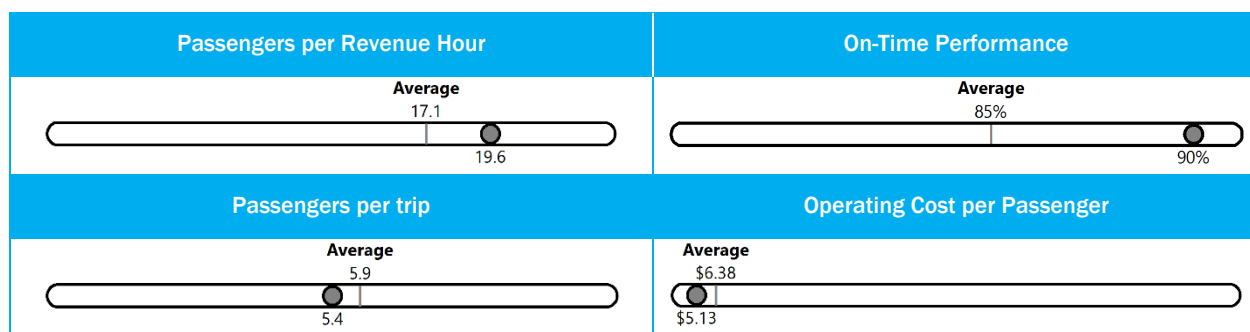 Passengers per Revenue Hour
On-Time Performance
Average
17.1
19.6
Average
85%
90%
Passengers per trip
Operating Cost per Passenger
Average
5.9
5.4
Average
$6.38
$5.13